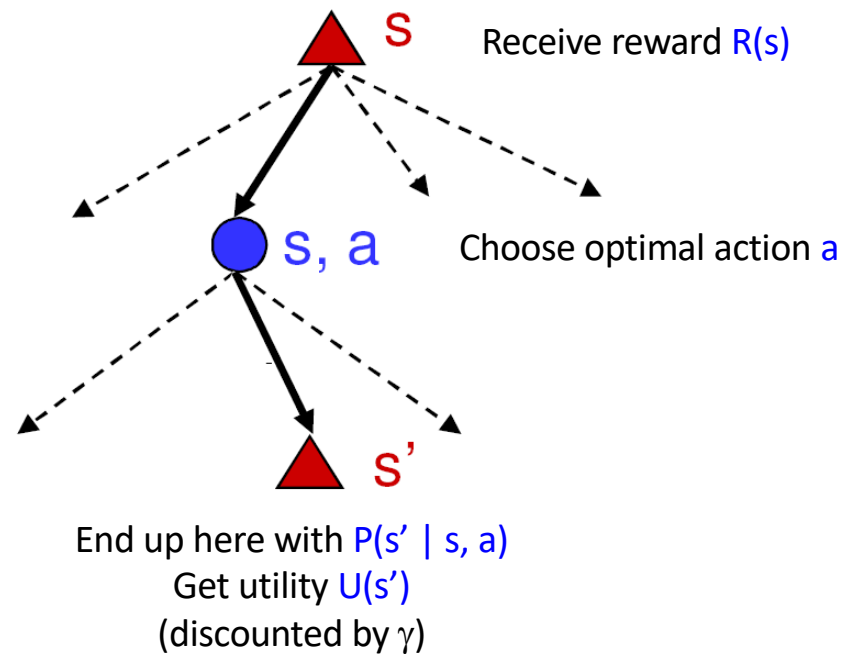 s
Receive reward R(s)
s, a
Choose optimal action a
s’
End up here with P(s’ | s, a)
Get utility U(s’)
(discounted by γ)